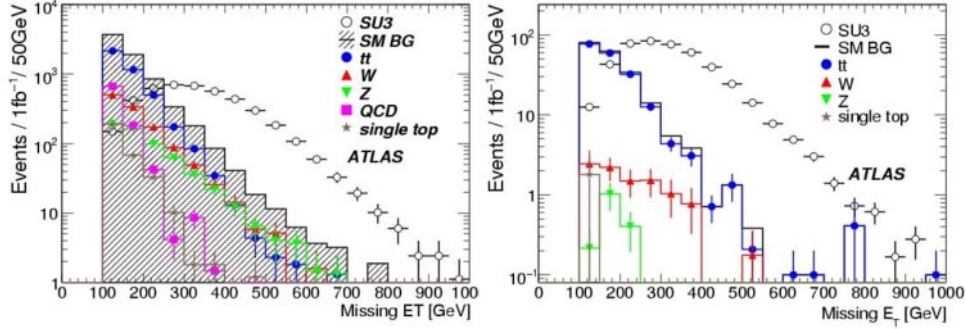 Events / 1fb⁻¹ / 50GeV
10⁴
10³
10²
10
1
SU3
SM BG
tt
W
Z
QCD
single top
ATLAS
0 100 200 300 400 500 600 700 800 900 100
Missing ET [GeV]
Events / 1fb⁻¹ / 50GeV
10²
10
1
10⁻¹
SU3
SM BG
tt
W
Z
single top
ATLAS
0 100 200 300 400 500 600 700 800 900 1000
Missing E_T [GeV]